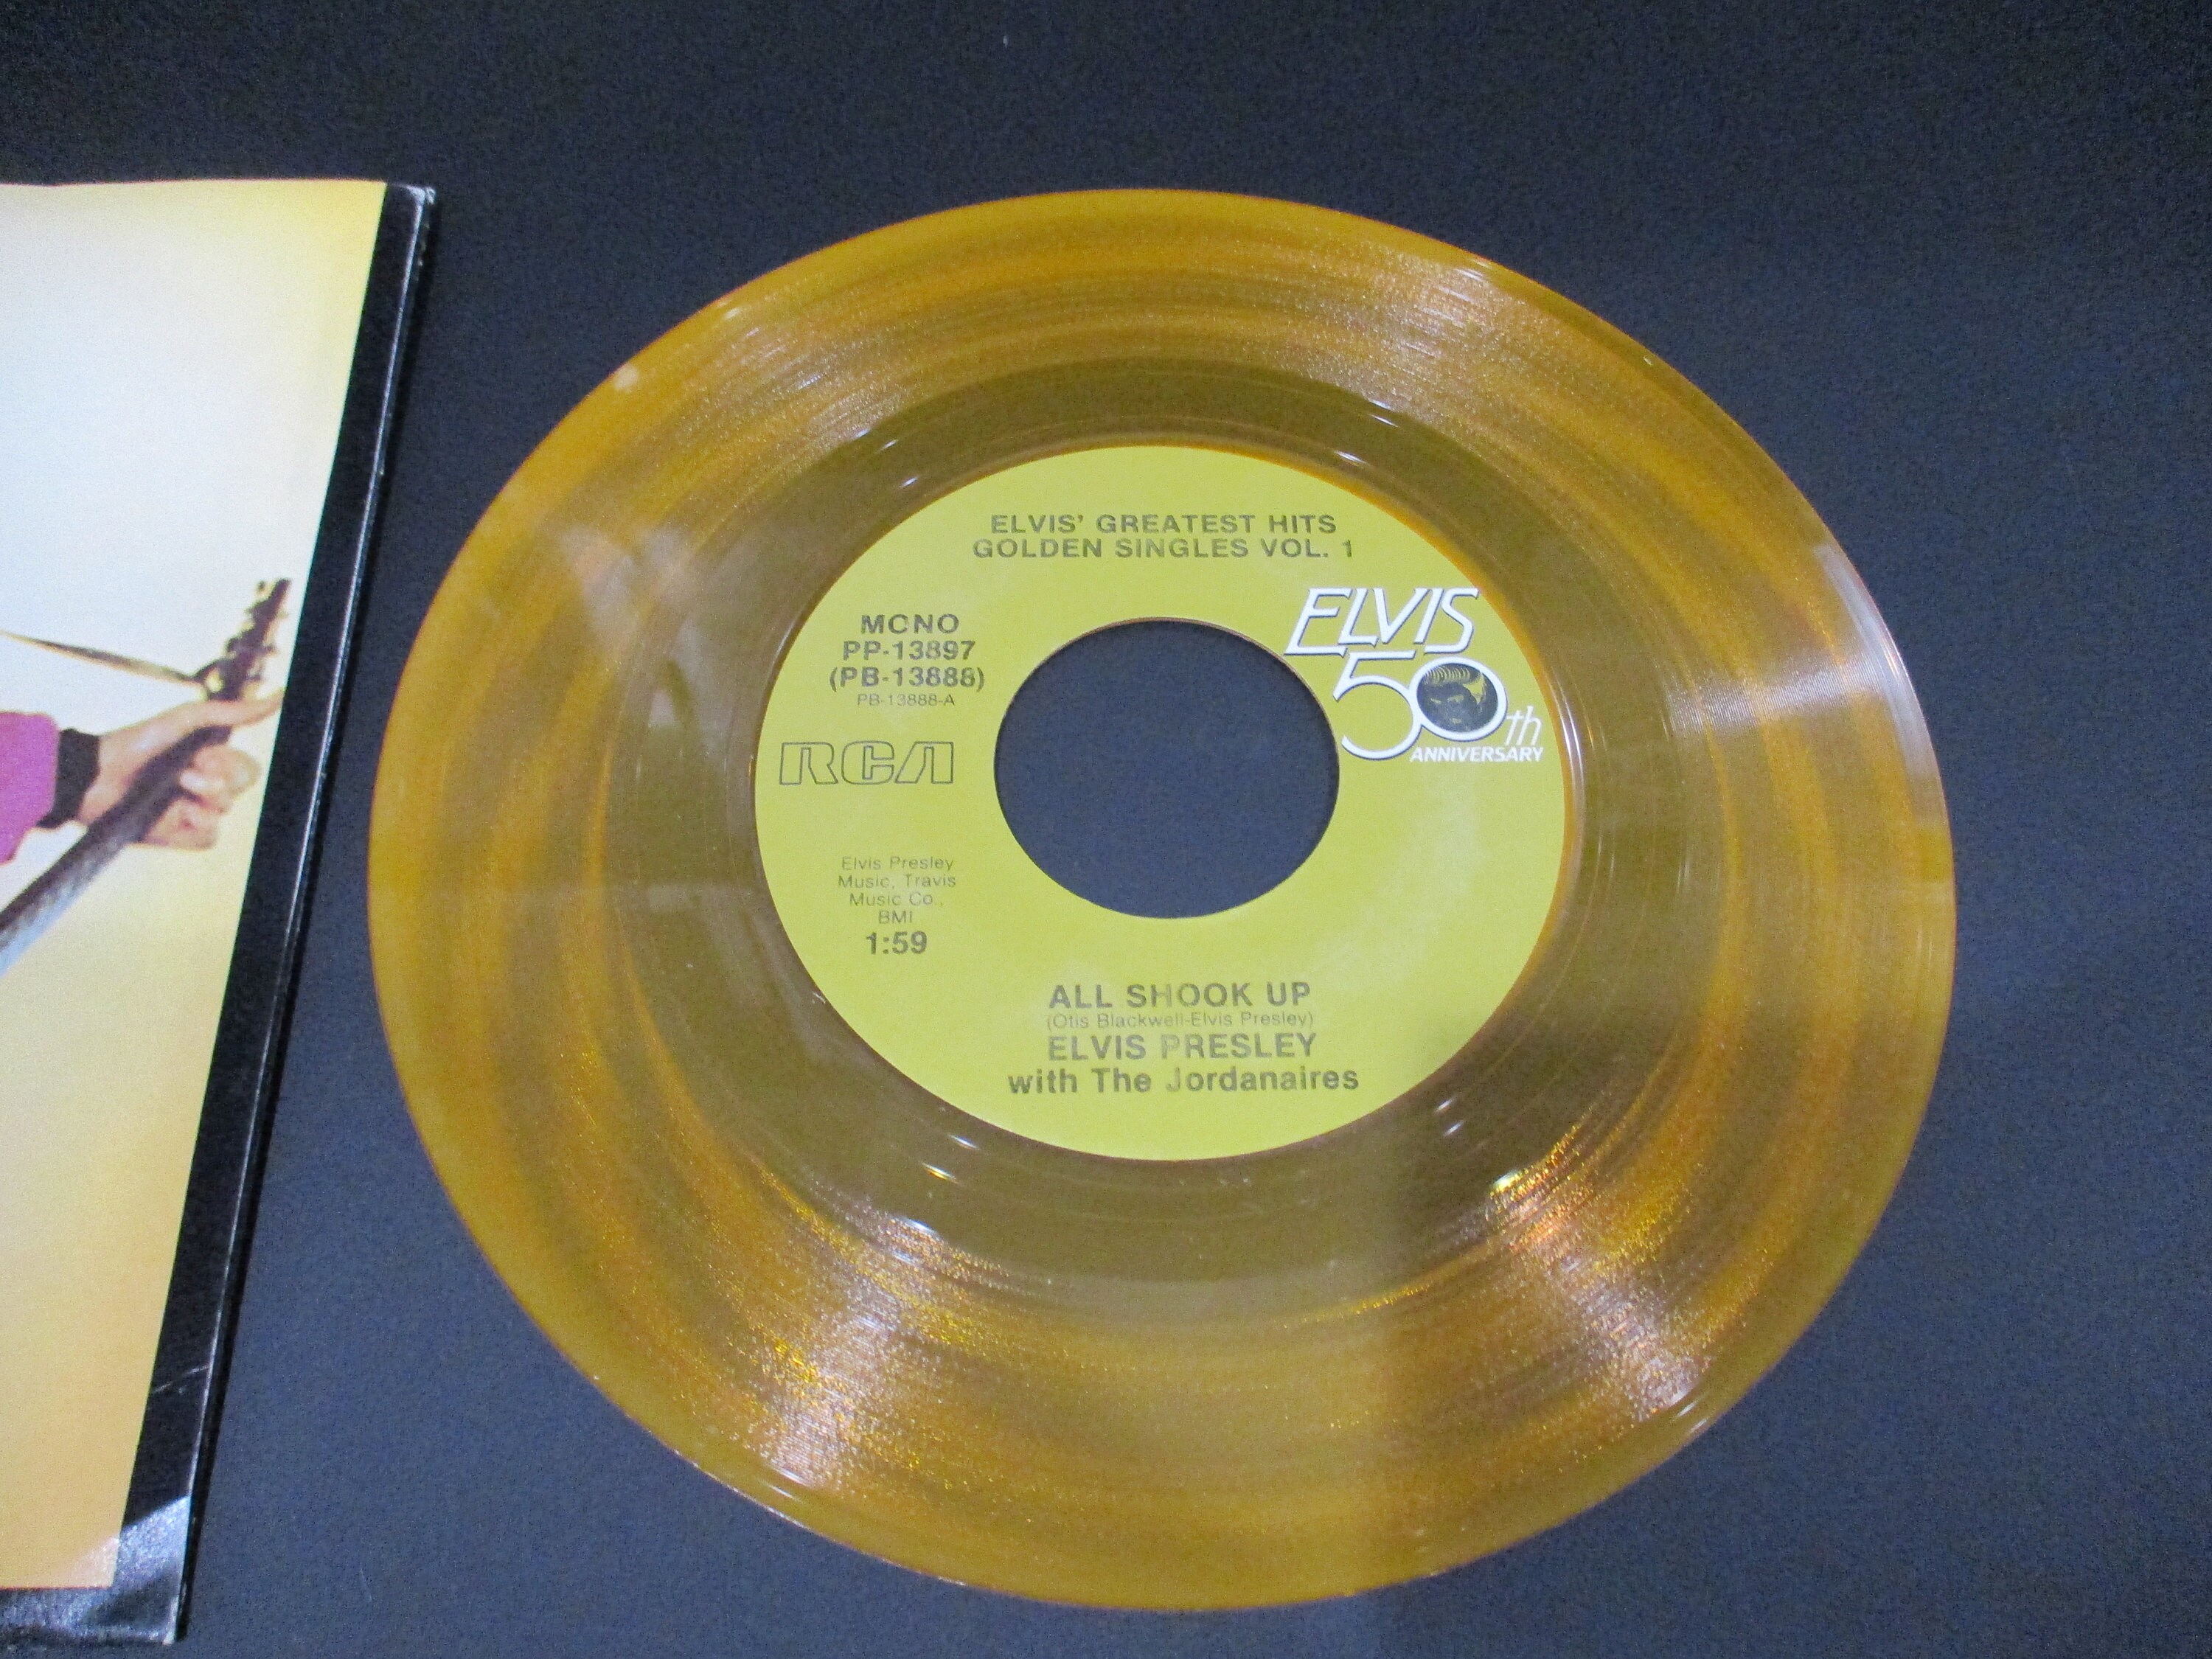 ELVIS' GREATEST HITS
GOLDEN SINGLES VOL. 1
MONO
PP-13897
(PB-13888)
PB-13888-A
RCA
ELVIS
50th
ANNIVERSARY
Elvis Presley
Music, Travis
Music Co.,
BMI
1:59
ALL SHOOK UP
(Otis Blackwell-Elvis Presley)
ELVIS PRESLEY
with The Jordanaires